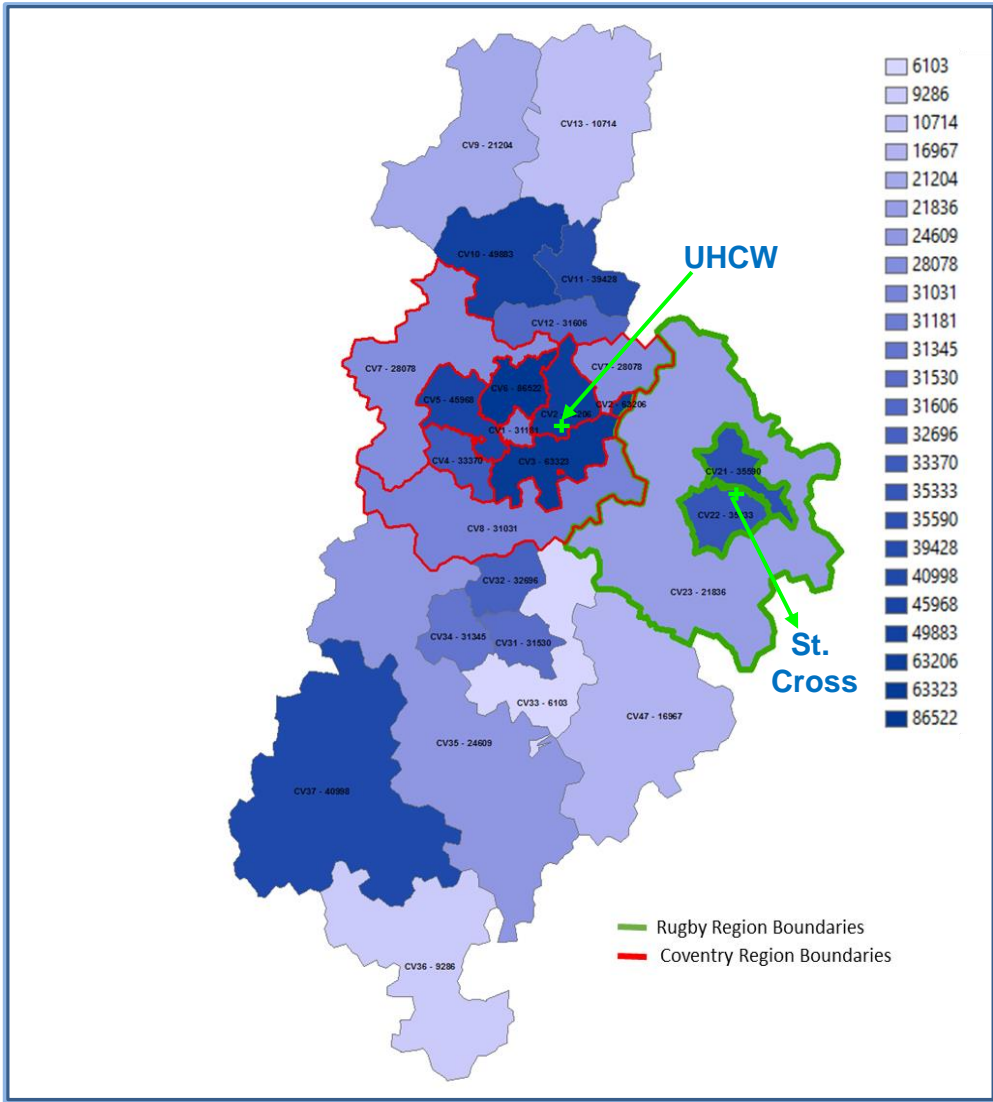 CV13 - 10714
CV9 - 21204
CV10 - 49883
UHCW
CV11 - 39428
CV12 - 31606
CV7 - 28078
CV7 - 28078
CV6 - 86522
CV5 - 45968
CV2 - 63206
CV2 206
CV1 - 31181
CV4 - 33370
CV3 - 63323
CV21 - 35590
CV22 - 35333
CV8 - 31031
CV32 - 32696
CV23 - 21836
CV34 - 31345
CV31 - 31530
St.
Cross
CV33 - 6103
CV47 - 16967
CV35 - 24609
CV37 - 40998
CV36 - 9286
6103
9286
10714
16967
21204
21836
24609
28078
31031
31181
31345
31530
31606
32696
33370
35333
35590
39428
40998
45968
49883
63206
63323
86522
Rugby Region Boundaries
Coventry Region Boundaries